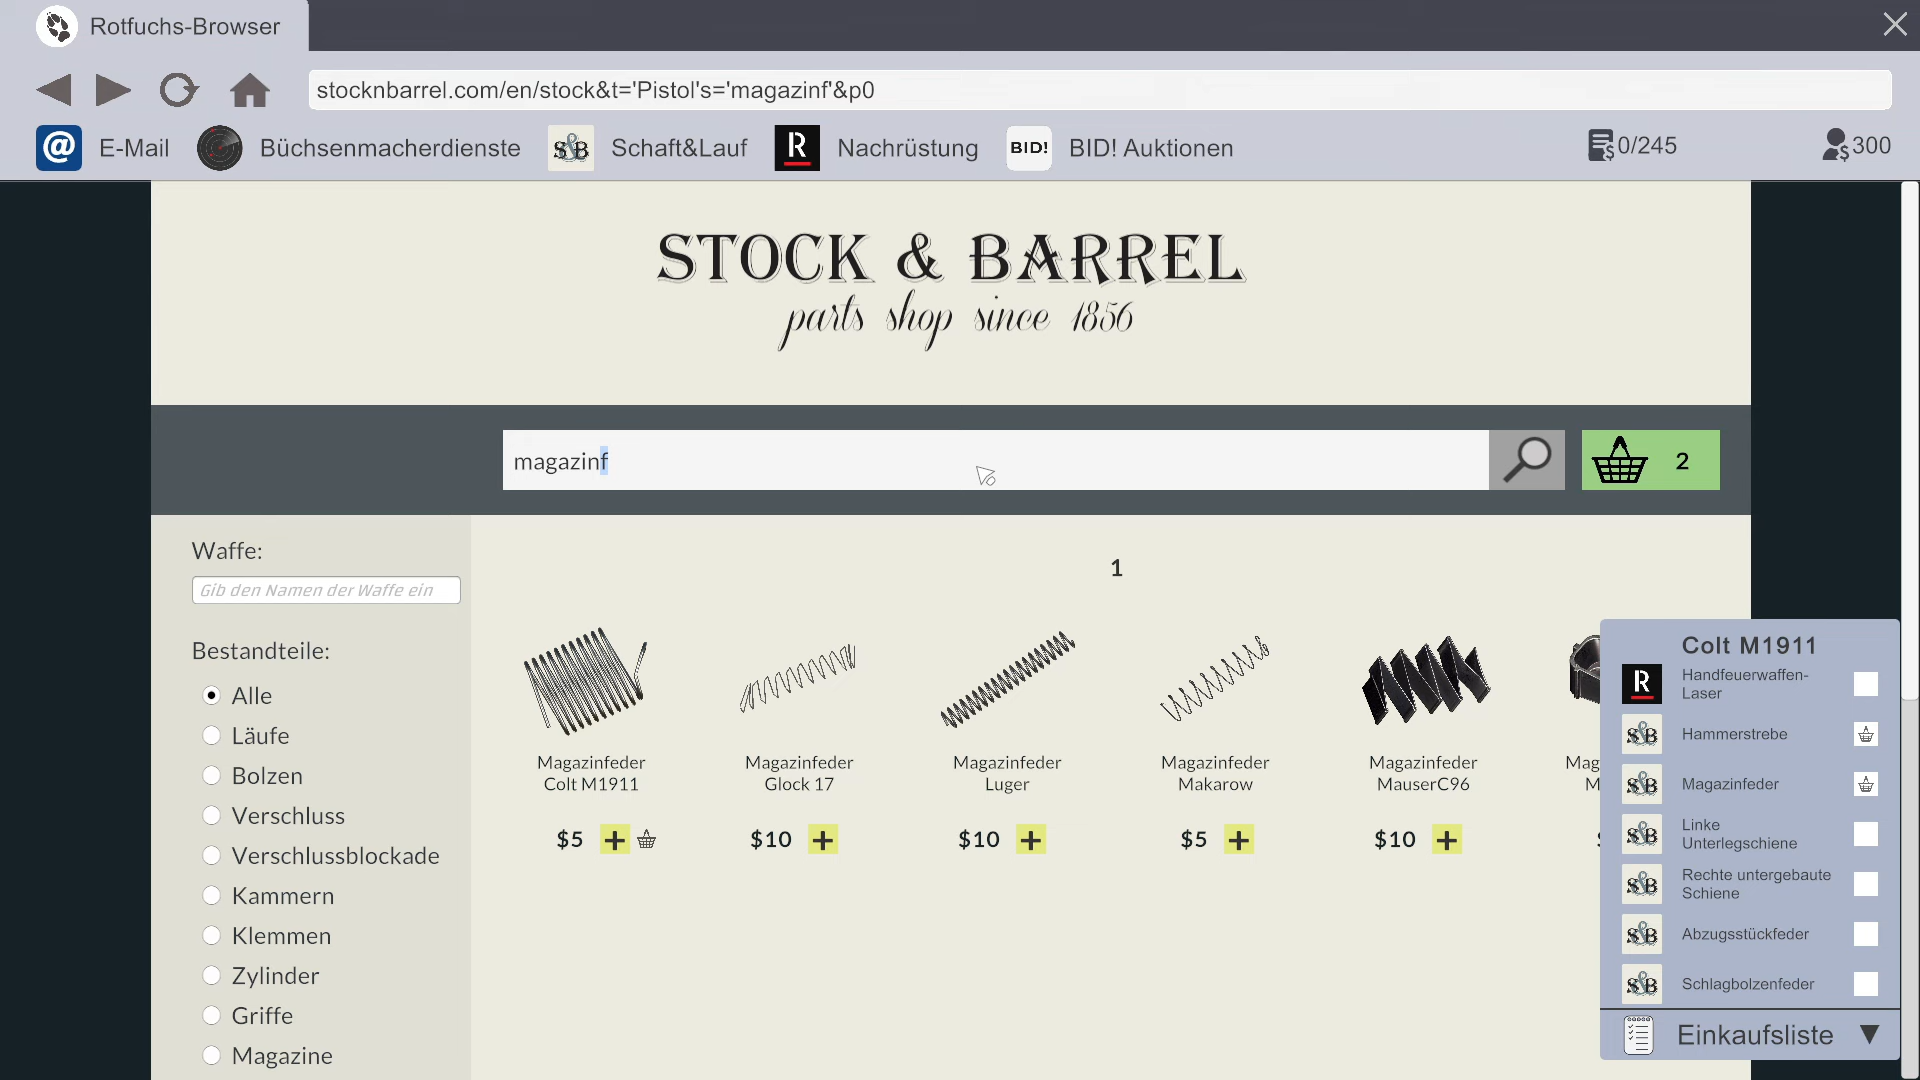 Rotfuchs-Browser
stocknbarrel.com/en/stock&t='Pistol's='magazinf'&p0
@ E-Mail Büchsenmacherdienste S&B Schaft&Lauf R Nachrüstung BID! BID! Auktionen 0/245 300
STOCK & BARREL
parts shop since 1856
magazinf
2
Waffe:
Gib den Namen der Waffe ein
Bestandteile:
Alle
Läufe
Bolzen
Verschluss
Verschlussblockade
Kammern
Klemmen
Zylinder
Griffe
Magazine
1
Magazinfeder
Colt M1911
$5 +
Magazinfeder
Glock 17
$10 +
Magazinfeder
Luger
$10 +
Magazinfeder
Makarow
$5 +
Magazinfeder
MauserC96
$10 +
Mag
M
Colt M1911
R Handfeuerwaffen-
Laser
S&B Hammerstrebe
S&B Magazinfeder
S&B Linke
Unterlegschiene
S&B Rechte untergebaute
Schiene
S&B Abzugsstückfeder
S&B Schlagbolzenfeder
Einkaufsliste ▼